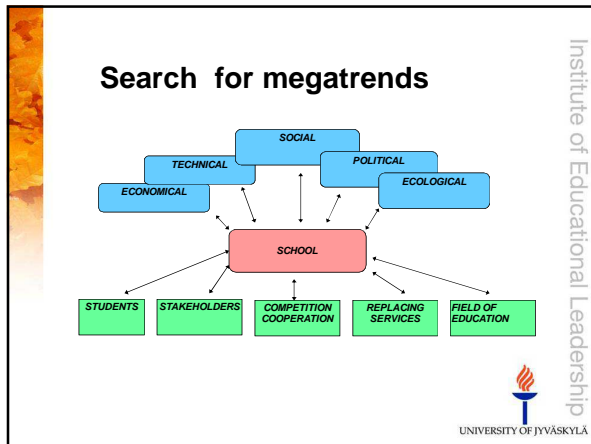 Search for megatrends
SOCIAL
TECHNICAL
POLITICAL
ECONOMICAL
ECOLOGICAL
SCHOOL
STUDENTS
STAKEHOLDERS
COMPETITION
COOPERATION
REPLACING
SERVICES
FIELD OF
EDUCATION
Institute of Educational Leadership
UNIVERSITY OF JYVÄSKYLÄ